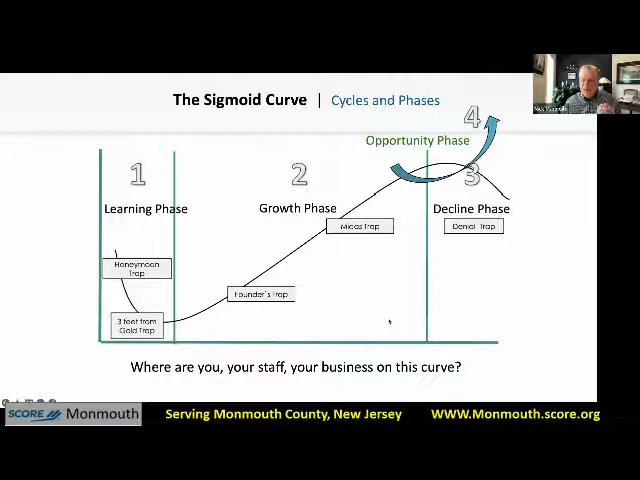 The Sigmoid Curve | Cycles and Phases
4
Opportunity Phase
1
2
3
Learning Phase
Growth Phase
Decline Phase
Midas Trap
Denial Trap
Honeymoon
Trap
Founder's Trap
3 feet from
Gold Trap
Where are you, your staff, your business on this curve?
SCORE Monmouth
Serving Monmouth County, New Jersey
WWW.Monmouth.score.org